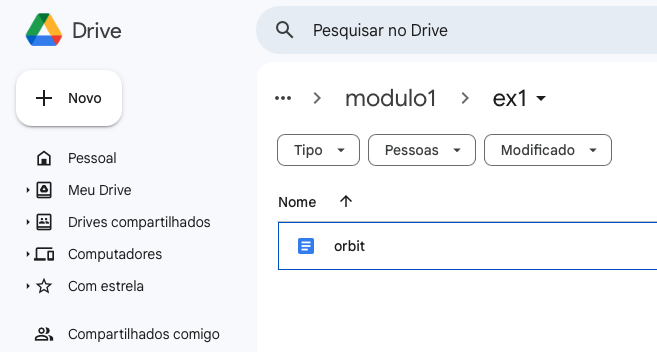 Drive
Pesquisar no Drive
Novo
... > modulo1 > ex1
Tipo Pessoas Modificado
Pessoal
Meu Drive
Drives compartilhados
Computadores
Com estrela
Compartilhados comigo
Nome
orbit